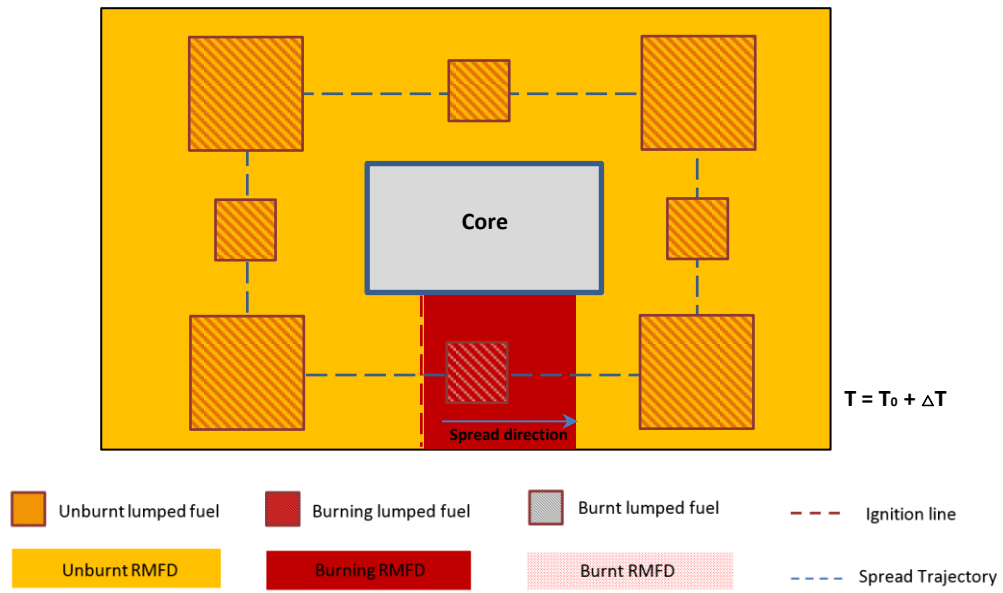 Core
T = T₀ + △T
Spread direction
Unburnt lumped fuel
Burning lumped fuel
Burnt lumped fuel
Ignition line
Unburnt RMFD
Burning RMFD
Burnt RMFD
Spread Trajectory